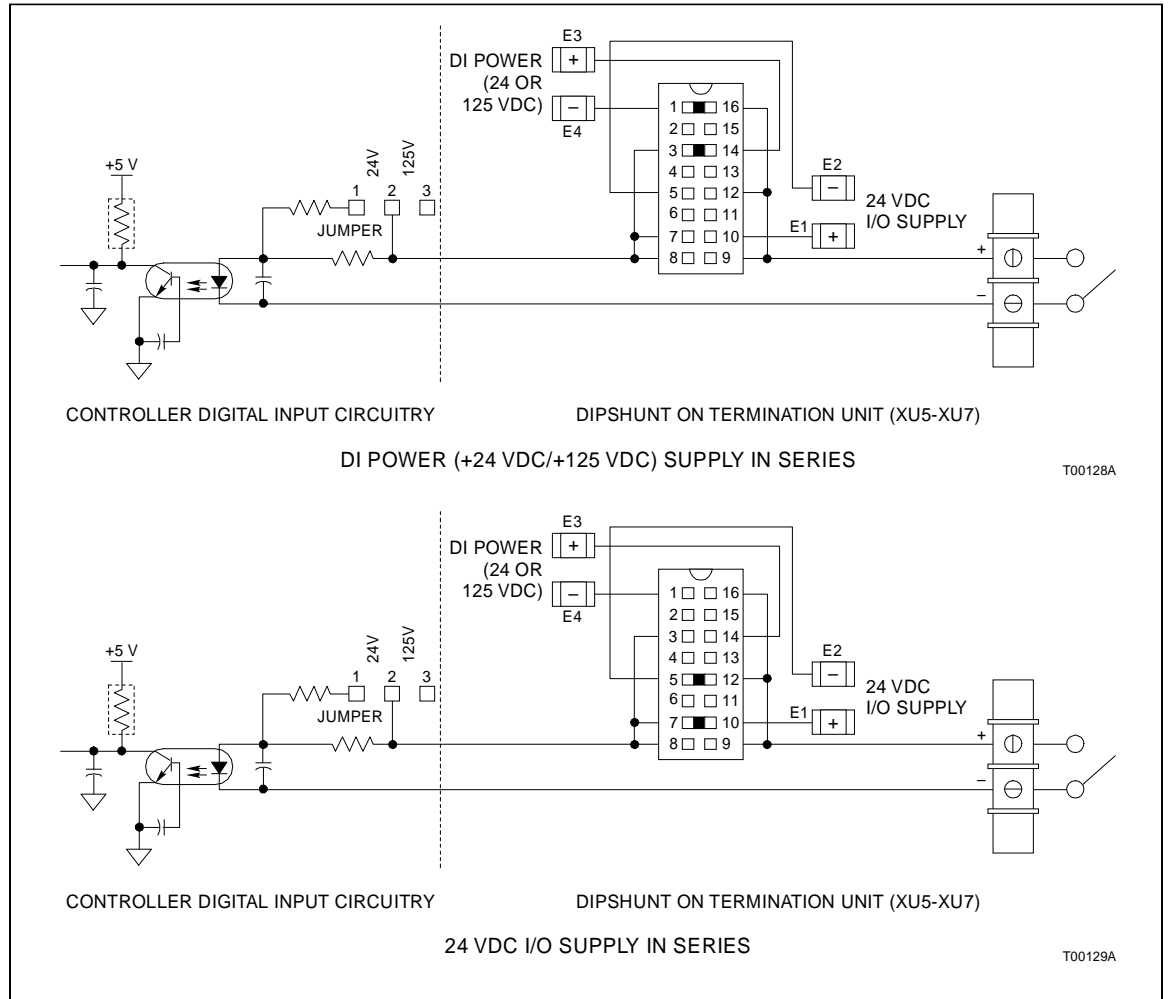 E3
+
DI POWER
(24 OR
125 VDC)
–
E4
1 16
2 15
3 14
4 13
5 12
6 11
7 10
8 9
E2
–
24 VDC
I/O SUPPLY
E1 +
+5 V
24V
125V
1 2 3
JUMPER
+
–
CONTROLLER DIGITAL INPUT CIRCUITRY
DIPSHUNT ON TERMINATION UNIT (XU5-XU7)
DI POWER (+24 VDC/+125 VDC) SUPPLY IN SERIES
T00128A
E3
+
DI POWER
(24 OR
125 VDC)
–
E4
1 16
2 15
3 14
4 13
5 12
6 11
7 10
8 9
E2
–
24 VDC
I/O SUPPLY
E1 +
+5 V
24V
125V
1 2 3
JUMPER
+
–
CONTROLLER DIGITAL INPUT CIRCUITRY
DIPSHUNT ON TERMINATION UNIT (XU5-XU7)
24 VDC I/O SUPPLY IN SERIES
T00129A